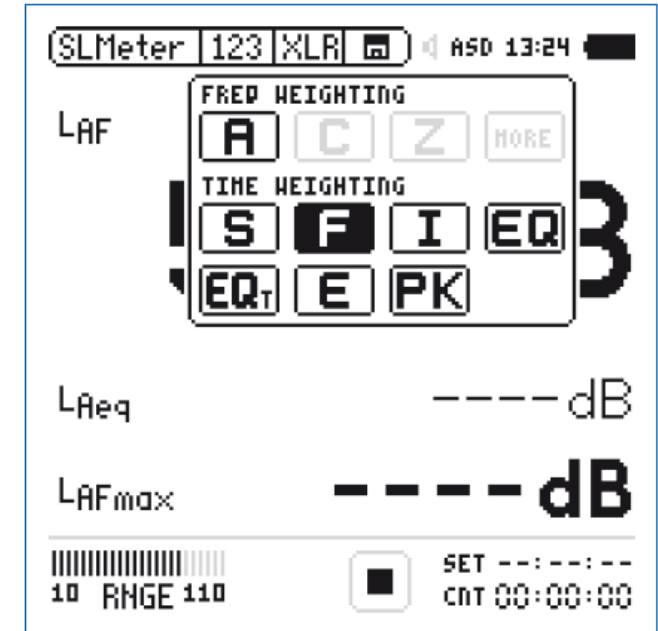 SLMeter 123 XLR ASD 13:24
LAF
FREQ WEIGHTING
A C Z MORE
TIME WEIGHTING
S F I EQ
EQT E PK
LAeq ----dB
LAFmax ----dB
SET --:--:--
10 RNGE 110
CNT 00:00:00